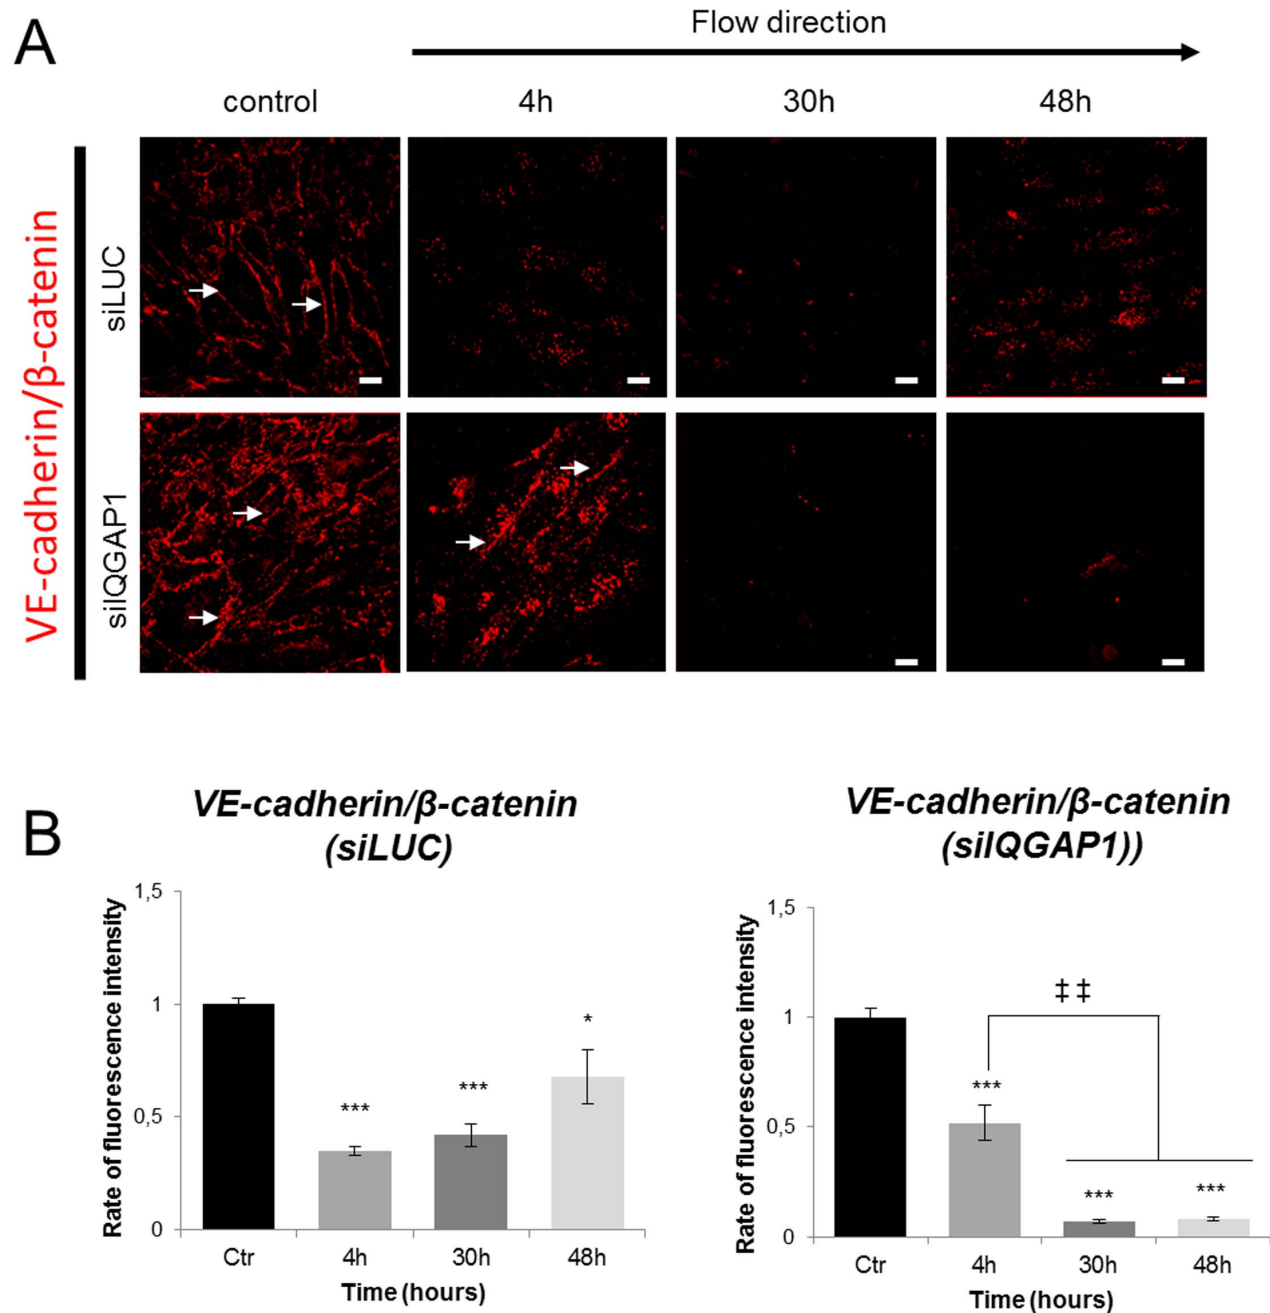 A
Flow direction
control 4h 30h 48h
VE-cadherin/β-catenin
siLUC
siIQGAP1
B
VE-cadherin/β-catenin
(siLUC)
Rate of fluorescence intensity
1,5
1
0,5
0
***
***
*
Ctr 4h 30h 48h
Time (hours)
VE-cadherin/β-catenin
(siIQGAP1))
Rate of fluorescence intensity
1,5
1
0,5
0
‡ ‡
***
***
***
Ctr 4h 30h 48h
Time (hours)